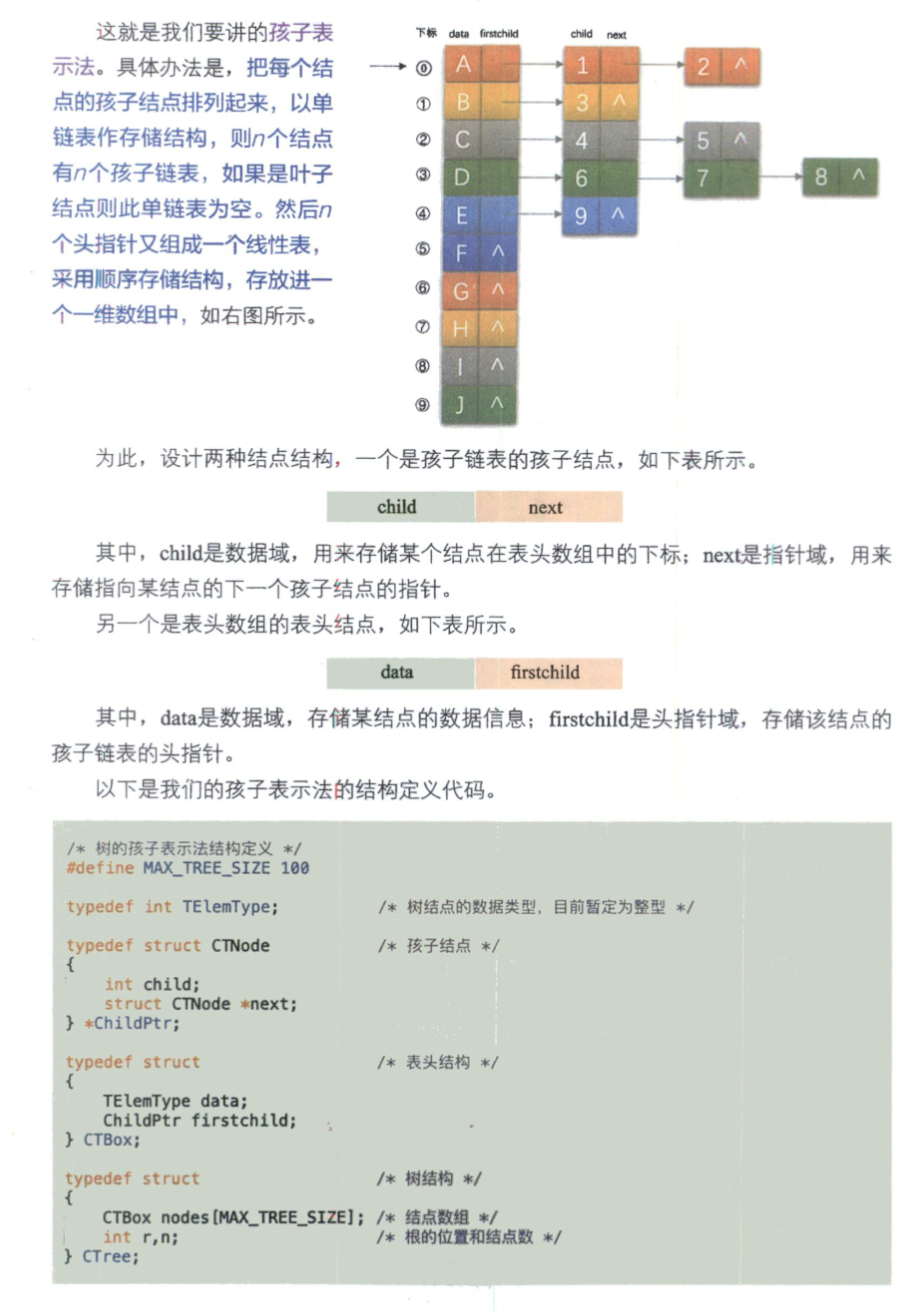 这就是我们要讲的孩子表
示法。具体办法是，把每个结
点的孩子结点排列起来，以单
链表作存储结构，则n个结点
有n个孩子链表，如果是叶子
结点则此单链表为空。然后n
个头指针又组成一个线性表，
采用顺序存储结构，存放进一
个一维数组中，如右图所示。
下标 data firstchild child next
⓪ A 1 2 ^
① B 3 ^
② C 4 5 ^
③ D 6 7 8 ^
④ E 9 ^
⑤ F ^
⑥ G ^
⑦ H ^
⑧ I ^
⑨ J ^
为此，设计两种结点结构，一个是孩子链表的孩子结点，如下表所示。
child next
其中，child是数据域，用来存储某个结点在表头数组中的下标；next是指针域，用来
存储指向某结点的下一个孩子结点的指针。
另一个是表头数组的表头结点，如下表所示。
data firstchild
其中，data是数据域，存储某结点的数据信息；firstchild是头指针域，存储该结点的
孩子链表的头指针。
以下是我们的孩子表示法的结构定义代码。
/* 树的孩子表示法结构定义 */
#define MAX_TREE_SIZE 100
typedef int TElemType; /* 树结点的数据类型，目前暂定为整型 */
typedef struct CTNode /* 孩子结点 */
{
int child;
struct CTNode *next;
} *ChildPtr;
typedef struct /* 表头结构 */
{
TElemType data;
ChildPtr firstchild;
} CTBox;
typedef struct /* 树结构 */
{
CTBox nodes[MAX_TREE_SIZE]; /* 结点数组 */
int r,n; /* 根的位置和结点数 */
} CTree;